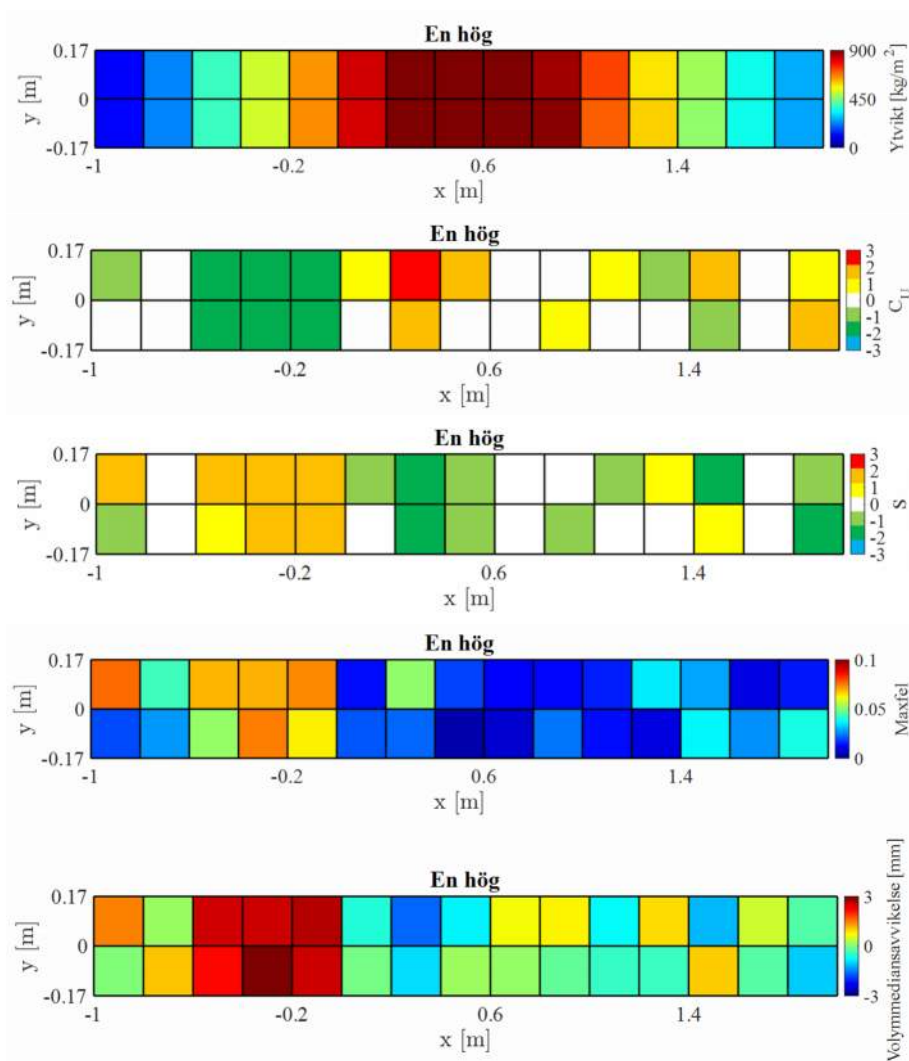 En hög
0.17
0
-0.17
y [m]
-1
-0.2
0.6
1.4
x [m]
900
450
0
Ytvikt [kg/m²]
En hög
0.17
0
-0.17
y [m]
-1
-0.2
0.6
1.4
x [m]
3
2
1
0
-1
-2
-3
C_U
En hög
0.17
0
-0.17
y [m]
-1
-0.2
0.6
1.4
x [m]
3
2
1
0
-1
-2
-3
S
En hög
0.17
0
-0.17
y [m]
-1
-0.2
0.6
1.4
x [m]
0.1
0.05
0
Maxfel
En hög
0.17
0
-0.17
y [m]
-1
-0.2
0.6
1.4
x [m]
3
0
-3
Volymmediansavvikelse [mm]